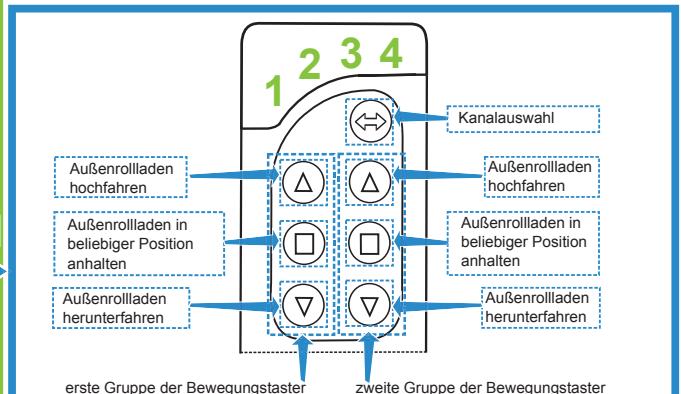 1 2 3 4
Kanalauswahl
Außenrollladen
hochfahren
Außenrollladen
hochfahren
Außenrollladen in
beliebiger Position
anhalten
Außenrollladen in
beliebiger Position
anhalten
Außenrollladen
herunterfahren
Außenrollladen
herunterfahren
erste Gruppe der Bewegungstaster
zweite Gruppe der Bewegungstaster